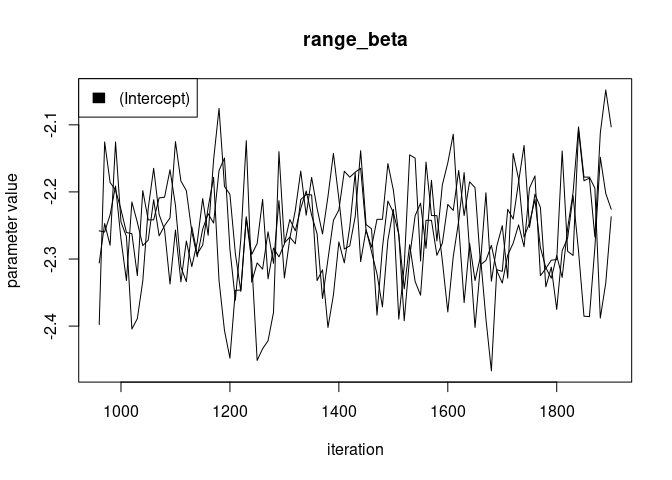 range_beta
(Intercept)
parameter value
-2.1
-2.2
-2.3
-2.4
1000 1200 1400 1600 1800
iteration